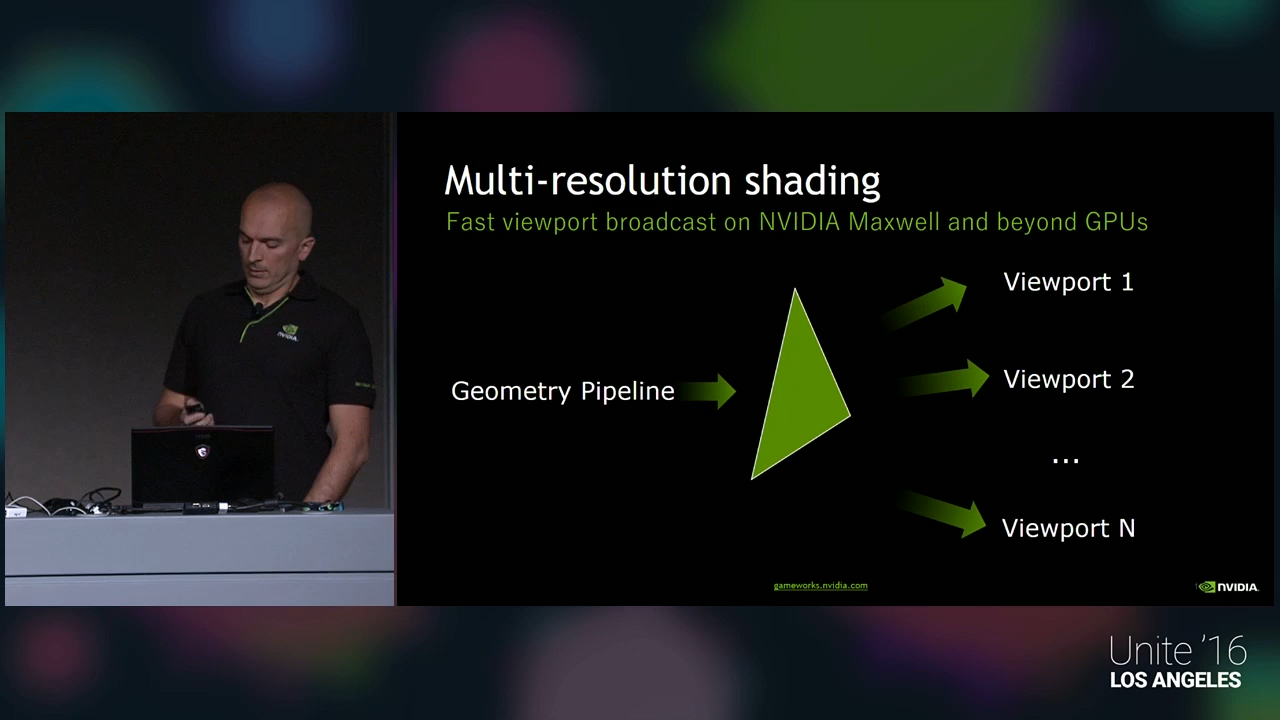 Multi-resolution shading
Fast viewport broadcast on NVIDIA Maxwell and beyond GPUs
Viewport 1
Geometry Pipeline
Viewport 2
...
Viewport N
gameworks.nvidia.com
NVIDIA
NVIDIA
Unite '16
LOS ANGELES